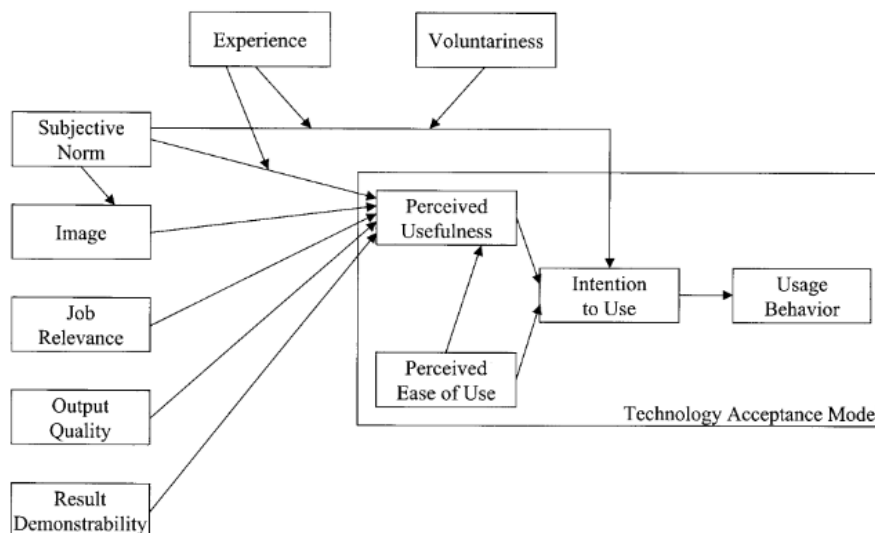 Experience
Voluntariness
Subjective
Norm
Image
Job
Relevance
Output
Quality
Result
Demonstrability
Perceived
Usefulness
Perceived
Ease of Use
Intention
to Use
Usage
Behavior
Technology Acceptance Mode